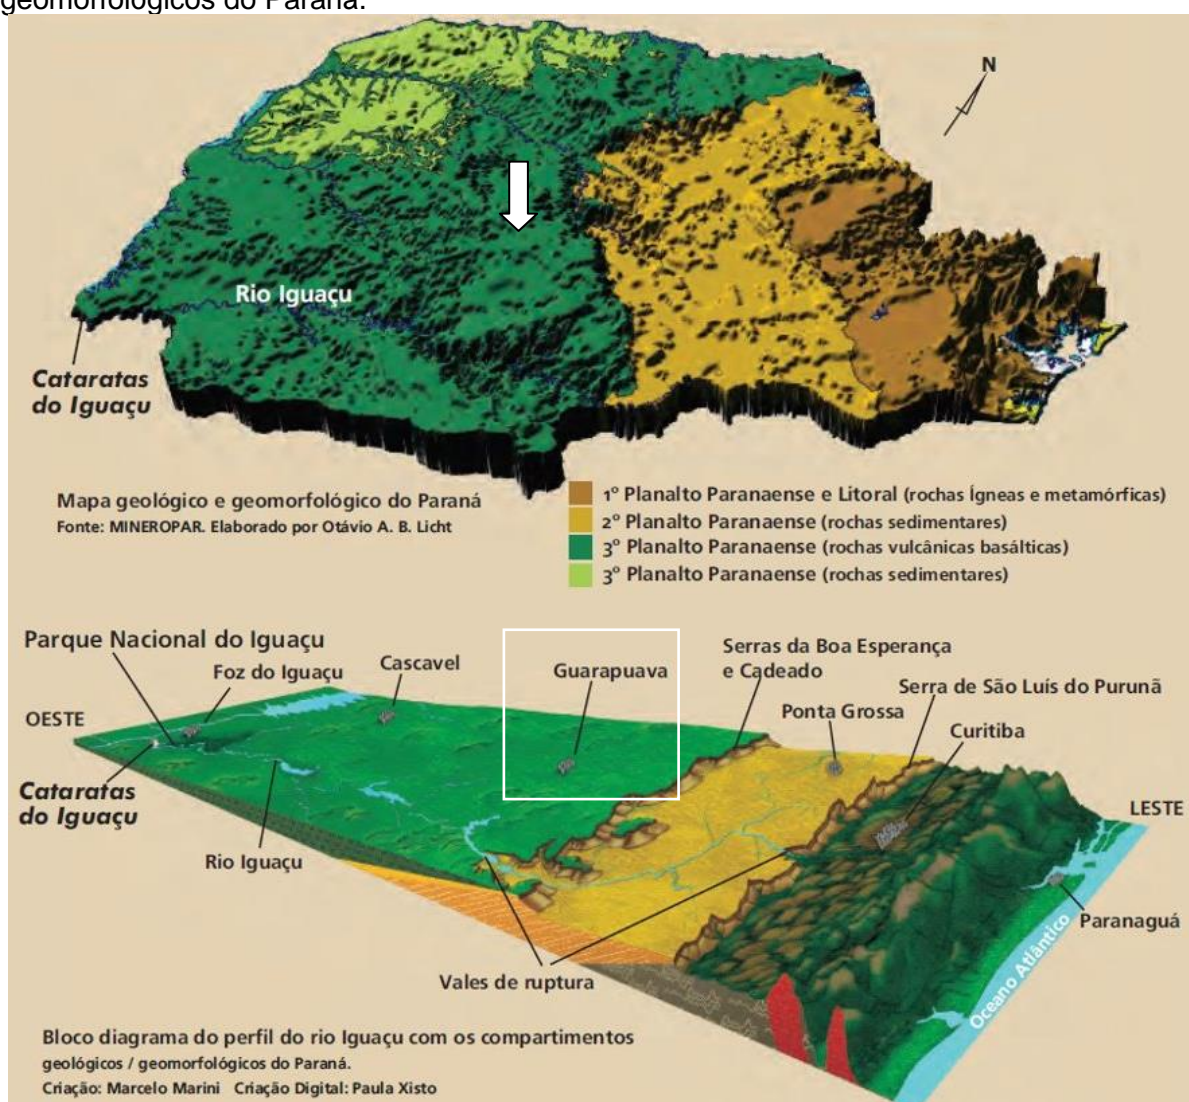 geomorfológicos do Paraná.
N
Rio Iguaçu
Cataratas
do Iguaçu
Mapa geológico e geomorfológico do Paraná
Fonte: MINEROPAR. Elaborado por Otávio A. B. Licht
1º Planalto Paranaense e Litoral (rochas Ígneas e metamórficas)
2º Planalto Paranaense (rochas sedimentares)
3º Planalto Paranaense (rochas vulcânicas basálticas)
3º Planalto Paranaense (rochas sedimentares)
Parque Nacional do Iguaçu
Foz do Iguaçu
Cascavel
Guarapuava
Serras da Boa Esperança
e Cadeado
Serra de São Luís do Purunã
Ponta Grossa
Curitiba
OESTE
Cataratas
do Iguaçu
LESTE
Rio Iguaçu
Paranaguá
Oceano Atlântico
Vales de ruptura
Bloco diagrama do perfil do rio Iguaçu com os compartimentos
geológicos / geomorfológicos do Paraná.
Criação: Marcelo Marini Criação Digital: Paula Xisto